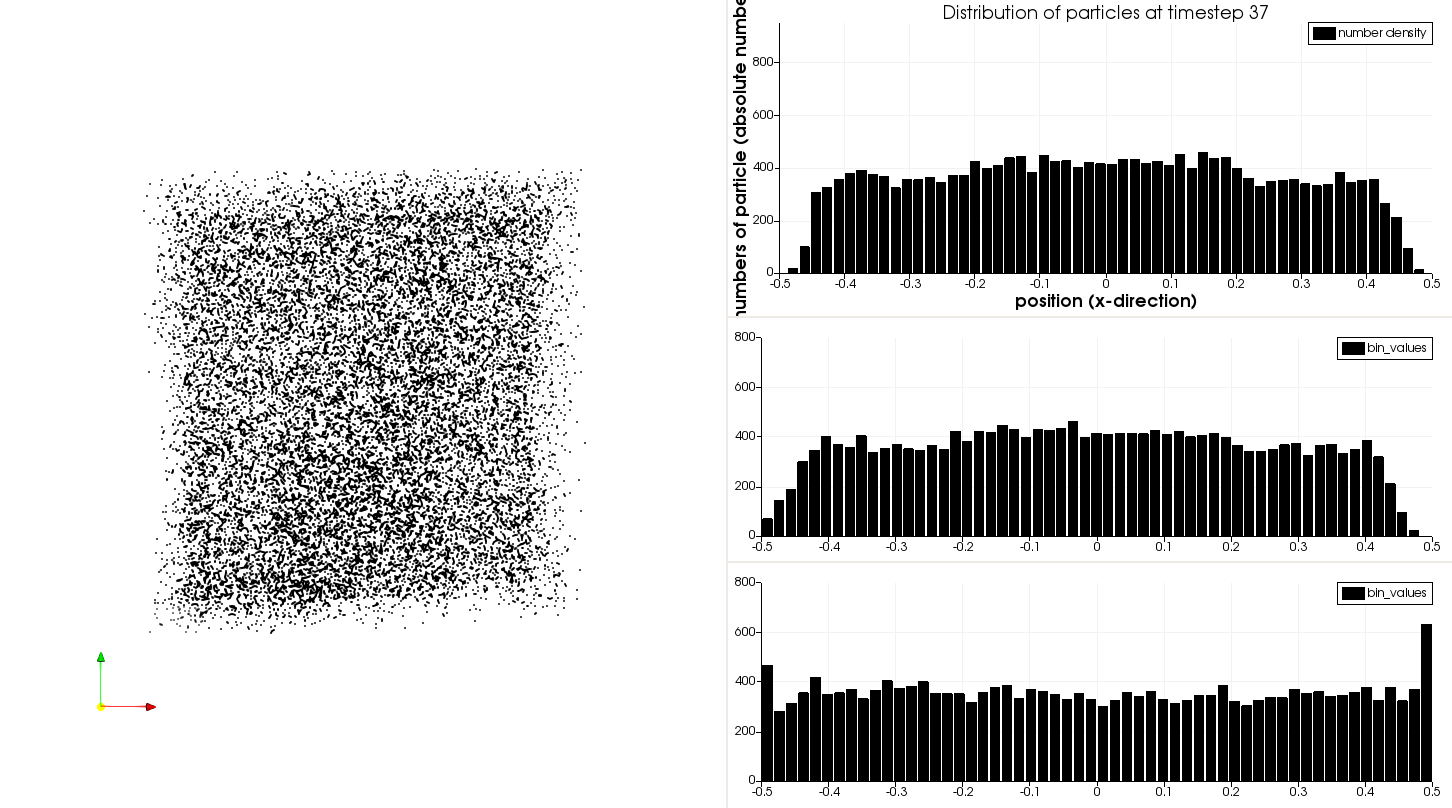 Distribution of particles at timestep 37
numbers of particle (absolute numbe
number density
800
600
400
200
0
-0.5 -0.4 -0.3 -0.2 -0.1 0 0.1 0.2 0.3 0.4 0.5
position (x-direction)
bin_values
800
600
400
200
0
-0.5 -0.4 -0.3 -0.2 -0.1 0 0.1 0.2 0.3 0.4 0.5
bin_values
800
600
400
200
0
-0.5 -0.4 -0.3 -0.2 -0.1 0 0.1 0.2 0.3 0.4 0.5